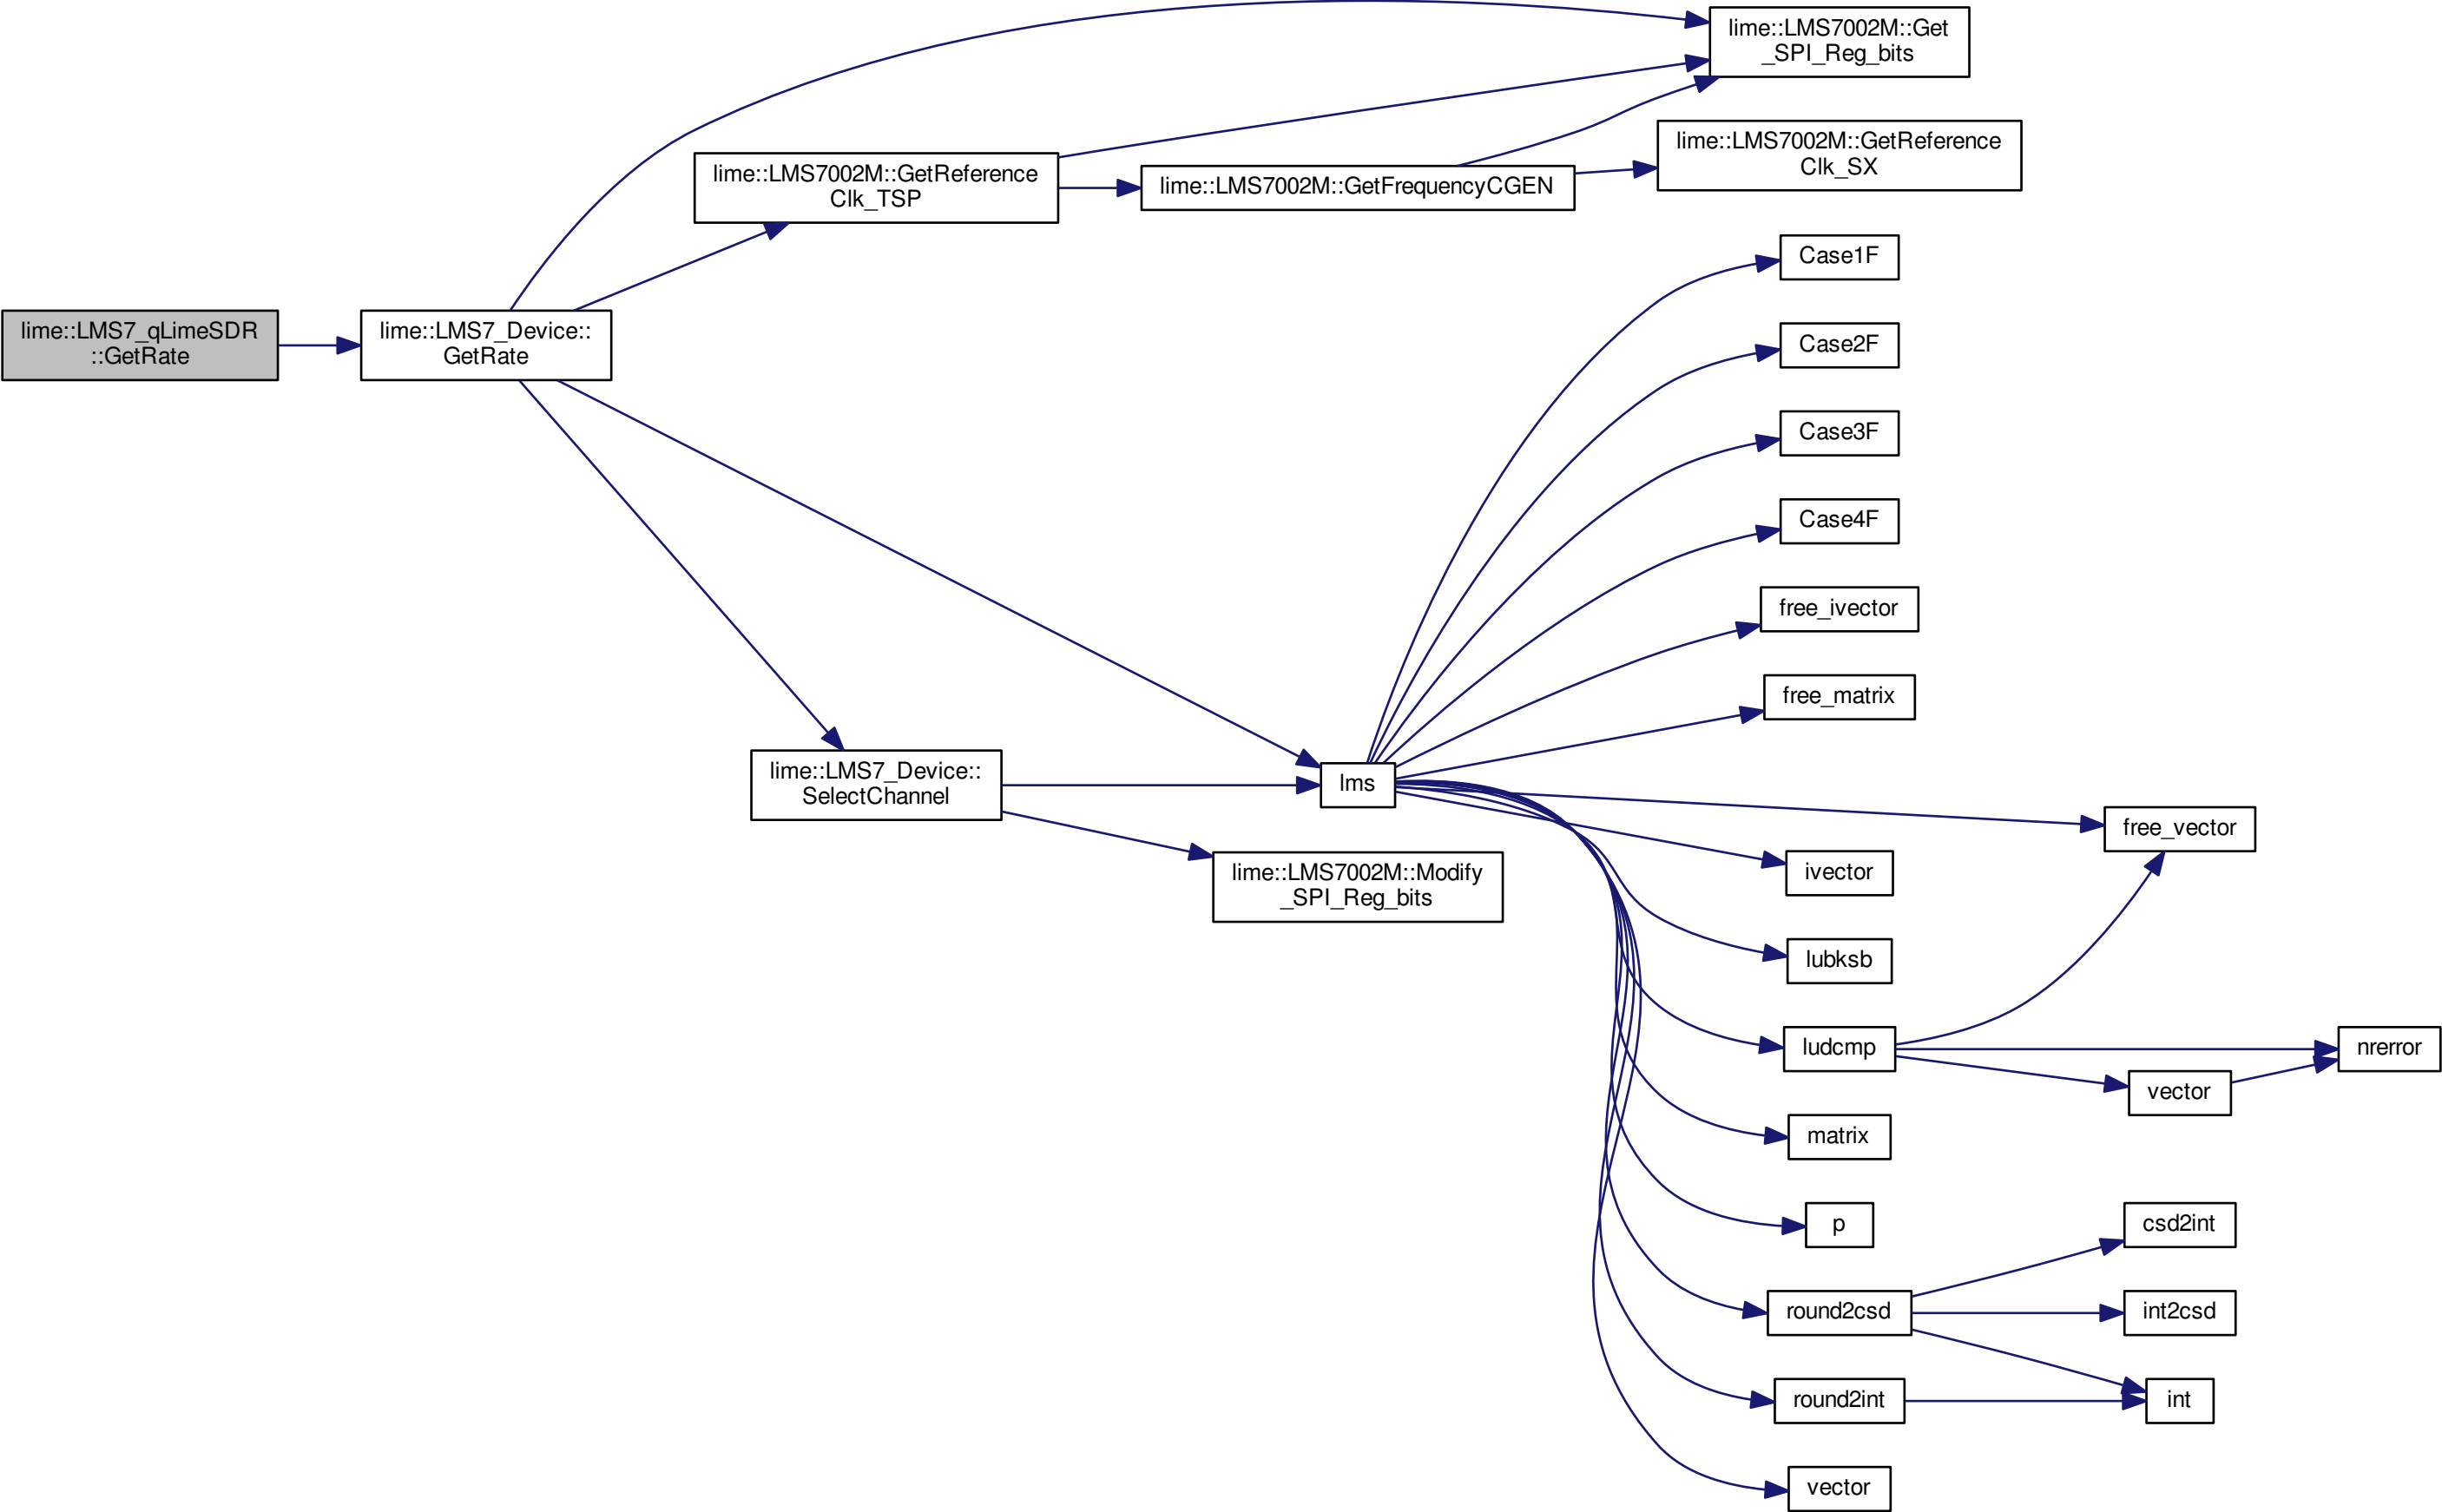 lime::LMS7_qLimeSDR
::GetRate
lime::LMS7_Device::
GetRate
lime::LMS7002M::Get
_SPI_Reg_bits
lime::LMS7002M::GetReference
Clk_TSP
lime::LMS7002M::GetFrequencyCGEN
lime::LMS7002M::GetReference
Clk_SX
lime::LMS7_Device::
SelectChannel
lms
lime::LMS7002M::Modify
_SPI_Reg_bits
Case1F
Case2F
Case3F
Case4F
free_ivector
free_matrix
free_vector
ivector
lubksb
ludcmp
nrerror
vector
matrix
p
csd2int
round2csd
int2csd
round2int
int
vector